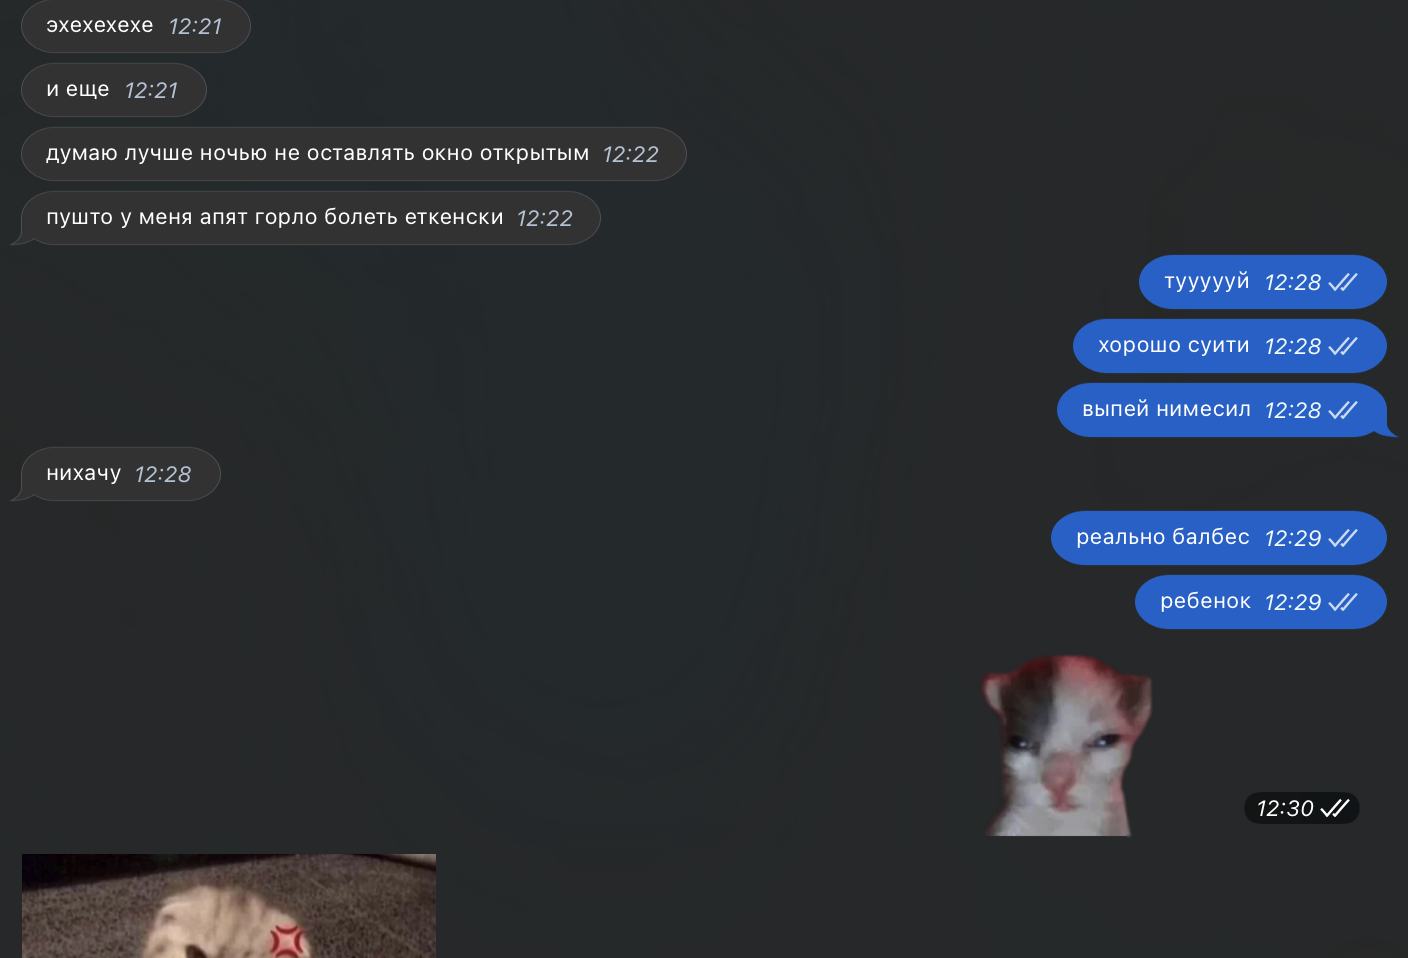 эхехехехе 12:21
и еще 12:21
думаю лучше ночью не оставлять окно открытым 12:22
пушто у меня апят горло болеть еткенски 12:22
туууууй 12:28
хорошо суити 12:28
выпей нимесил 12:28
нихачу 12:28
реально балбес 12:29
ребенок 12:29
12:30